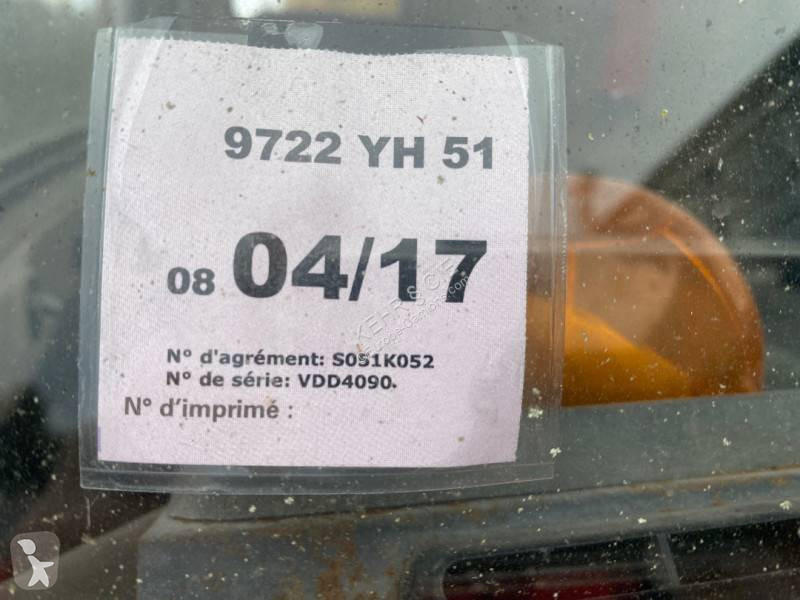 9722 YH 51
08 04/17
N° d'agrément: S051K052
N° de série: VDD4090.
N° d'imprimé :